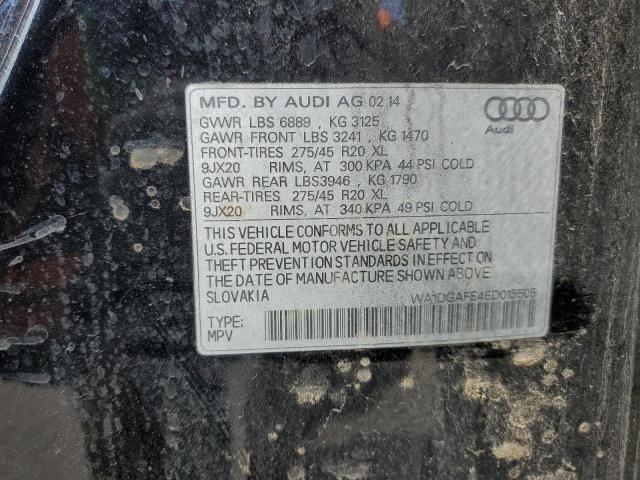 MFD. BY AUDI AG 02.14
GVWR LBS 6889 , KG 3125
GAWR FRONT LBS 3241 , KG 1470
FRONT-TIRES 275/45 R20 XL
9JX20 RIMS, AT 300 KPA 44 PSI COLD
GAWR REAR LBS3946 , KG 1790
REAR-TIRES 275/45 R20 XL
9JX20 RIMS, AT 340 KPA 49 PSI COLD
Audi
THIS VEHICLE CONFORMS TO ALL APPLICABLE
U.S. FEDERAL MOTOR VEHICLE SAFETY AND
THEFT PREVENTION STANDARDS IN EFFECT ON
THE DATE OF MANUFACTURE SHOWN ABOVE
SLOVAKIA WA1DGAFE4ED015505
TYPE:
MPV